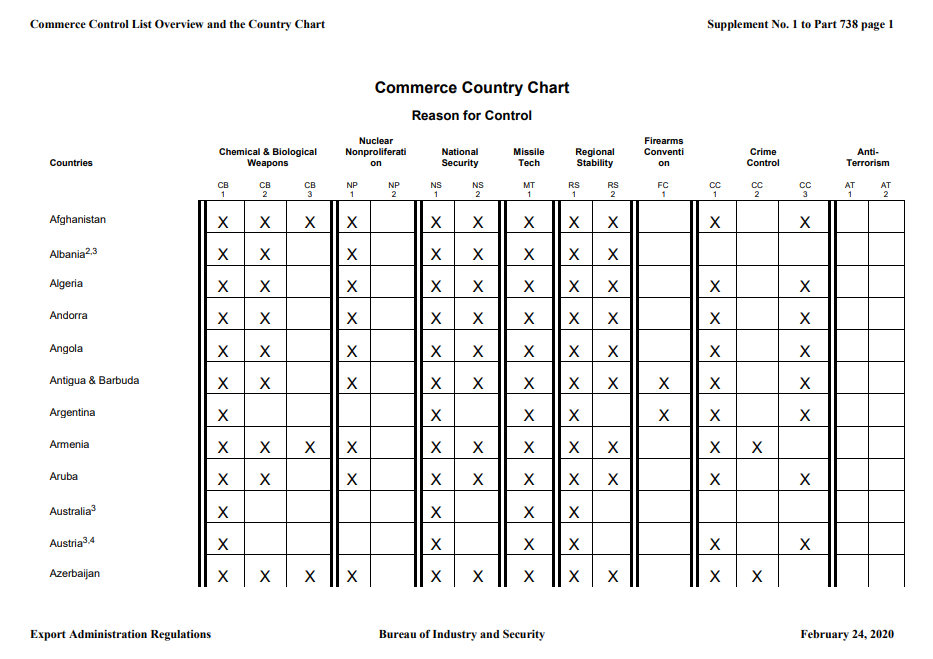 Commerce Control List Overview and the Country Chart Supplement No. 1 to Part 738 page 1
Commerce Country Chart
Reason for Control
Countries Chemical & Biological Weapons Nuclear Nonproliferati on National Security Missile Tech Regional Stability Firearms Conventi on Crime Control Anti-Terrorism
CB 1 CB 2 CB 3 NP 1 NP 2 NS 1 NS 2 MT 1 RS 1 RS 2 FC 1 CC 1 CC 2 CC 3 AT 1 AT 2
Afghanistan X X X X X X X X X X X
Albania2,3 X X X X X X X X
Algeria X X X X X X X X X X
Andorra X X X X X X X X X X
Angola X X X X X X X X X X
Antigua & Barbuda X X X X X X X X X X X
Argentina X X X X X X X
Armenia X X X X X X X X X X X
Aruba X X X X X X X X X X
Australia3 X X X X
Austria3,4 X X X X X X
Azerbaijan X X X X X X X X X X X
Export Administration Regulations Bureau of Industry and Security February 24, 2020